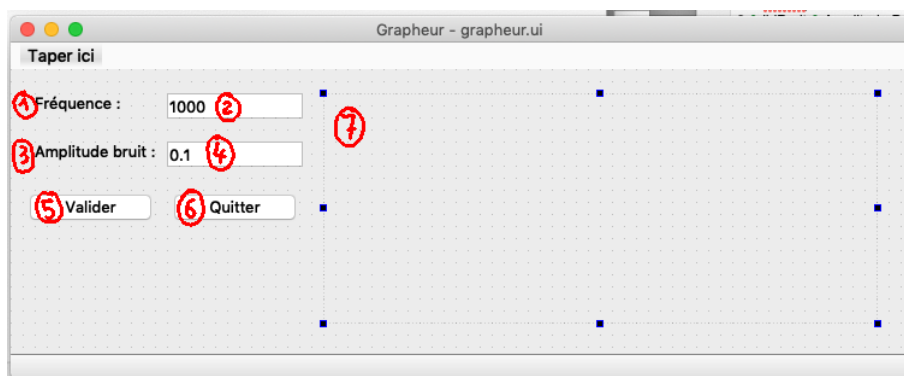 Grapheur - grapheur.ui
Taper ici
1 Fréquence : 1000 2
7
3 Amplitude bruit : 0.1 4
5 Valider 6 Quitter